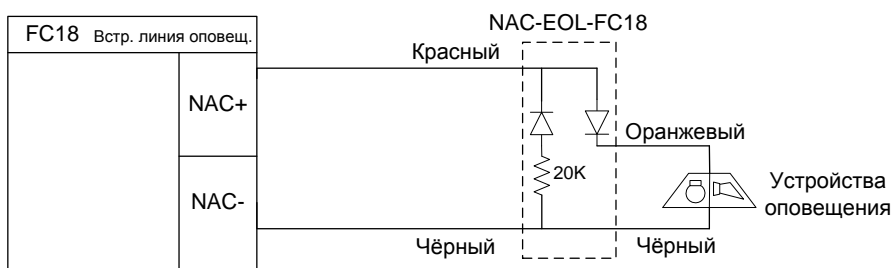 NAC-EOL-FC18
FC18 Встр. линия оповещ.
Красный
NAC+
Оранжевый
20K
Устройства
оповещения
NAC-
Чёрный
Чёрный